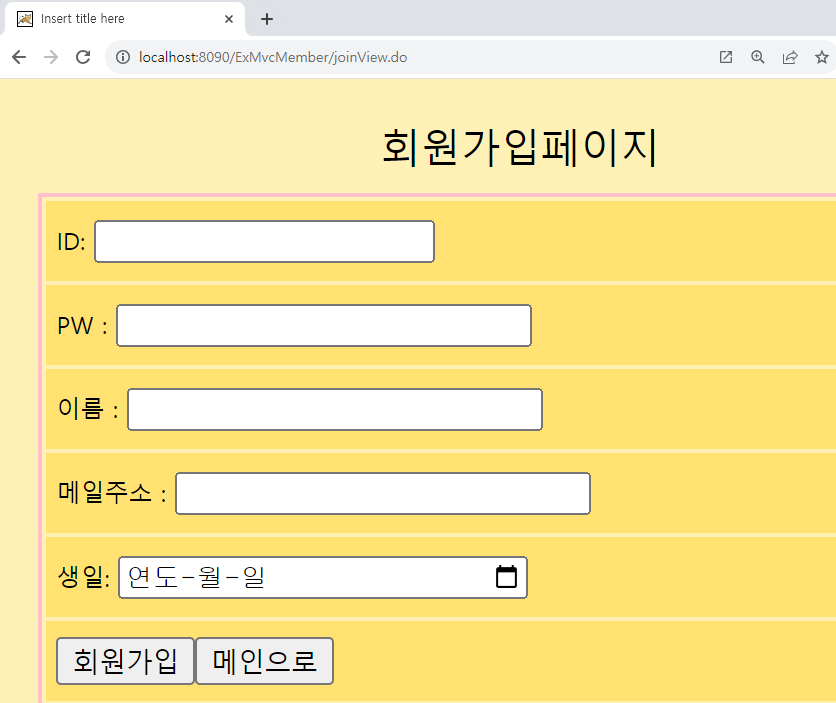 Insert title here
localhost:8090/ExMvcMember/joinView.do
회원가입페이지
ID:
PW :
이름 :
메일주소 :
생일: 연도-월-일
회원가입 메인으로